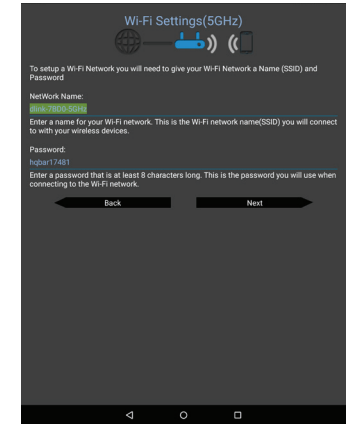 Wi-Fi Settings(5GHz)
To setup a Wi-Fi Network you will need to give your Wi-Fi Network a Name (SSID) and
Password
NetWork Name:
dlink-7800-5GHz
Enter a name for your Wi-Fi network. This is the Wi-Fi network name(SSID) you will connect
to with your wireless devices.
Password:
hqbar17481
Enter a password that is at least 8 characters long. This is the password you will use when
connecting to the Wi-Fi network.
Back Next